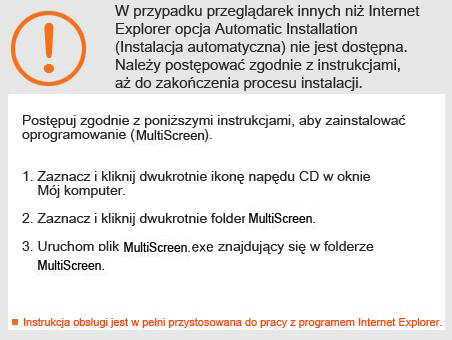 W przypadku przeglądarek innych niż Internet
Explorer opcja Automatic Installation
(Instalacja automatyczna) nie jest dostępna.
Należy postępować zgodnie z instrukcjami,
aż do zakończenia procesu instalacji.
Postępuj zgodnie z poniższymi instrukcjami, aby zainstalować
oprogramowanie (MultiScreen).
1. Zaznacz i kliknij dwukrotnie ikonę napędu CD w oknie
Mój komputer.
2. Zaznacz i kliknij dwukrotnie folder MultiScreen.
3. Uruchom olik MultiScreen.exe znajdujący się w folderze
MultiScreen.
Instrukcja obsługi jest w pełni przystosowana do pracy z programem Internet Explorer.